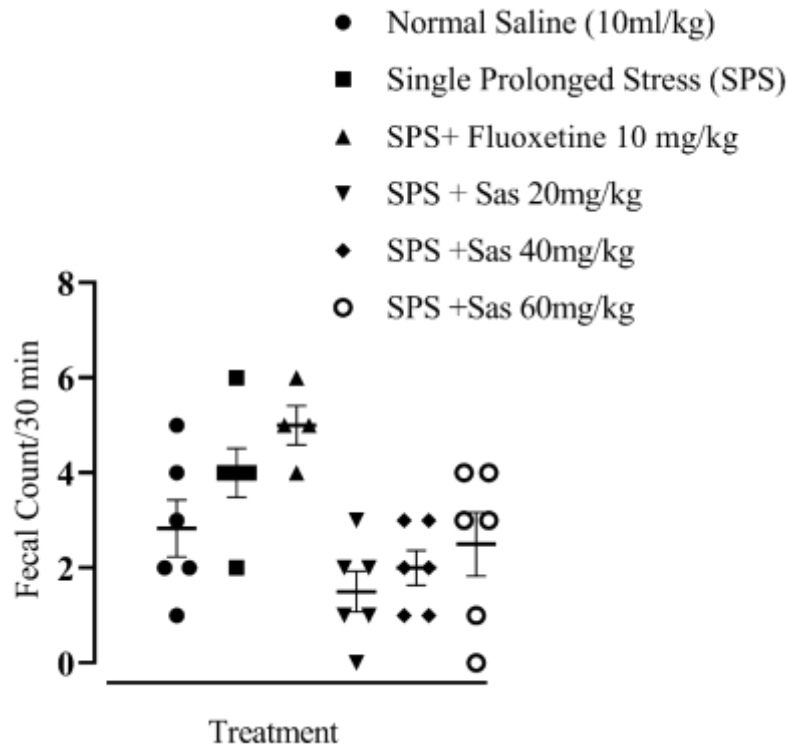 Normal Saline (10ml/kg)
Single Prolonged Stress (SPS)
SPS+ Fluoxetine 10 mg/kg
SPS + Sas 20mg/kg
SPS +Sas 40mg/kg
SPS +Sas 60mg/kg
8
6
4
2
0
Fecal Count/30 min
Treatment